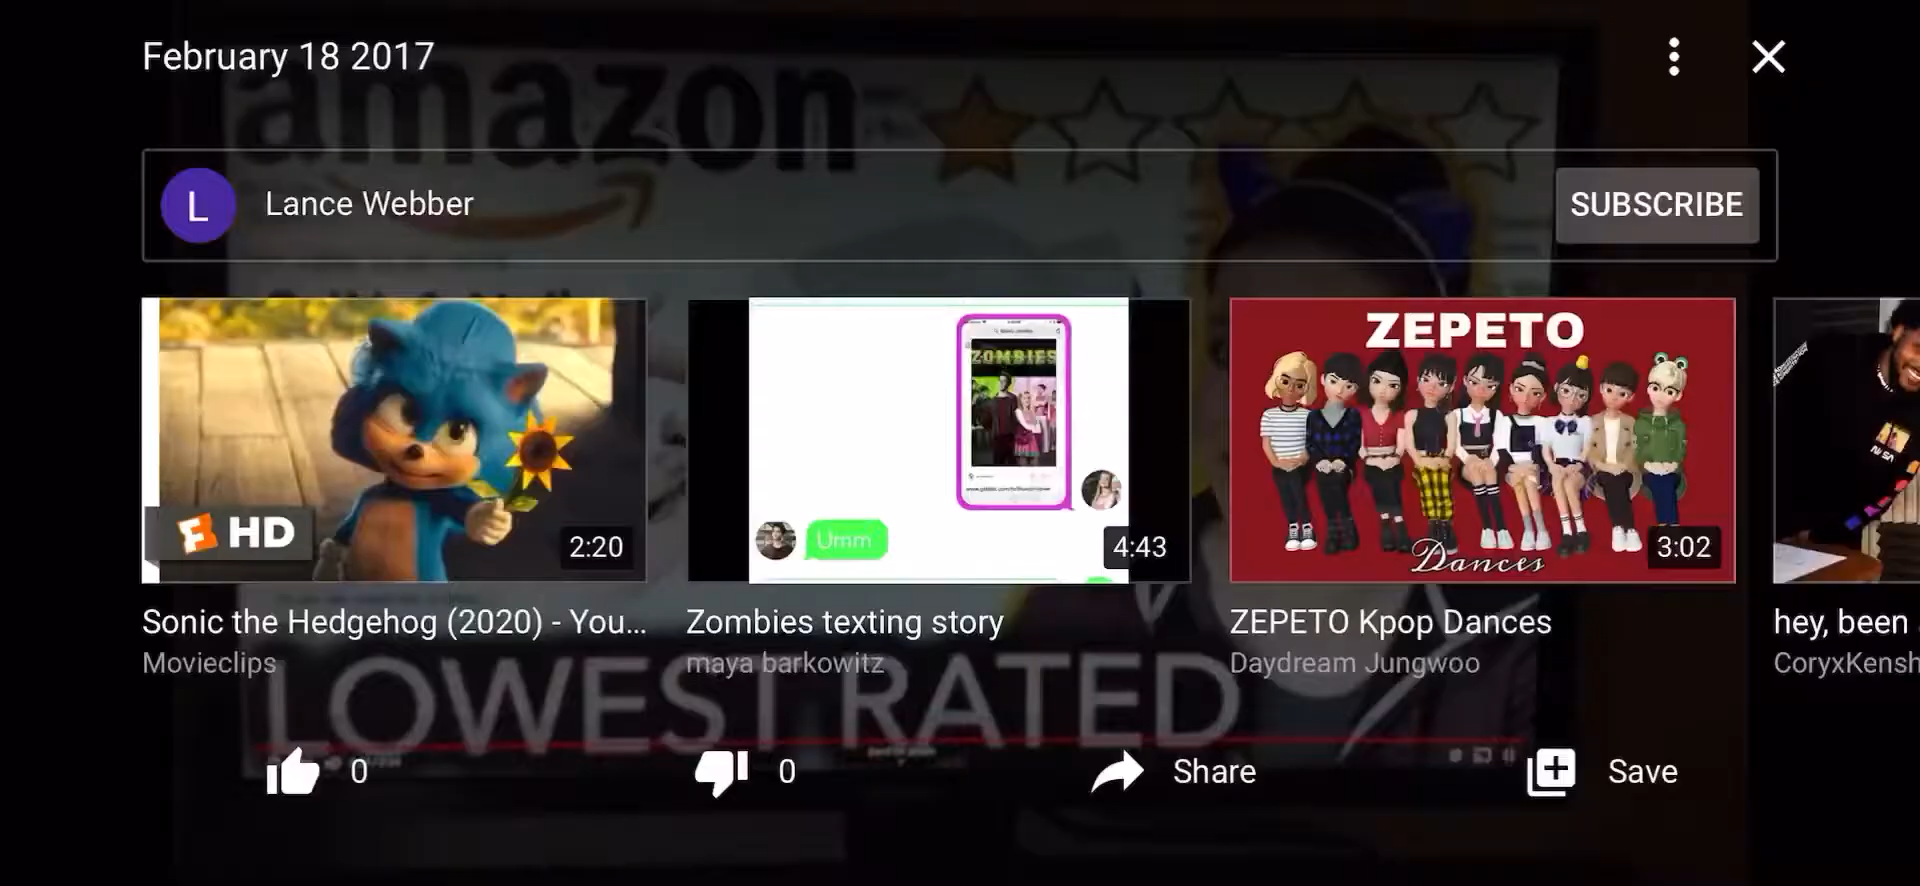 February 18 2017
amazon
L
Lance Webber
SUBSCRIBE
HD
2:20
ZOMBIES
Umm
4:43
ZEPETO
Dances
3:02
Sonic the Hedgehog (2020) - You...
Movieclips
Zombies texting story
maya barkowitz
ZEPETO Kpop Dances
Daydream Jungwoo
hey, been
CoryxKensh
LOWEST RATED
0
0
Share
Save